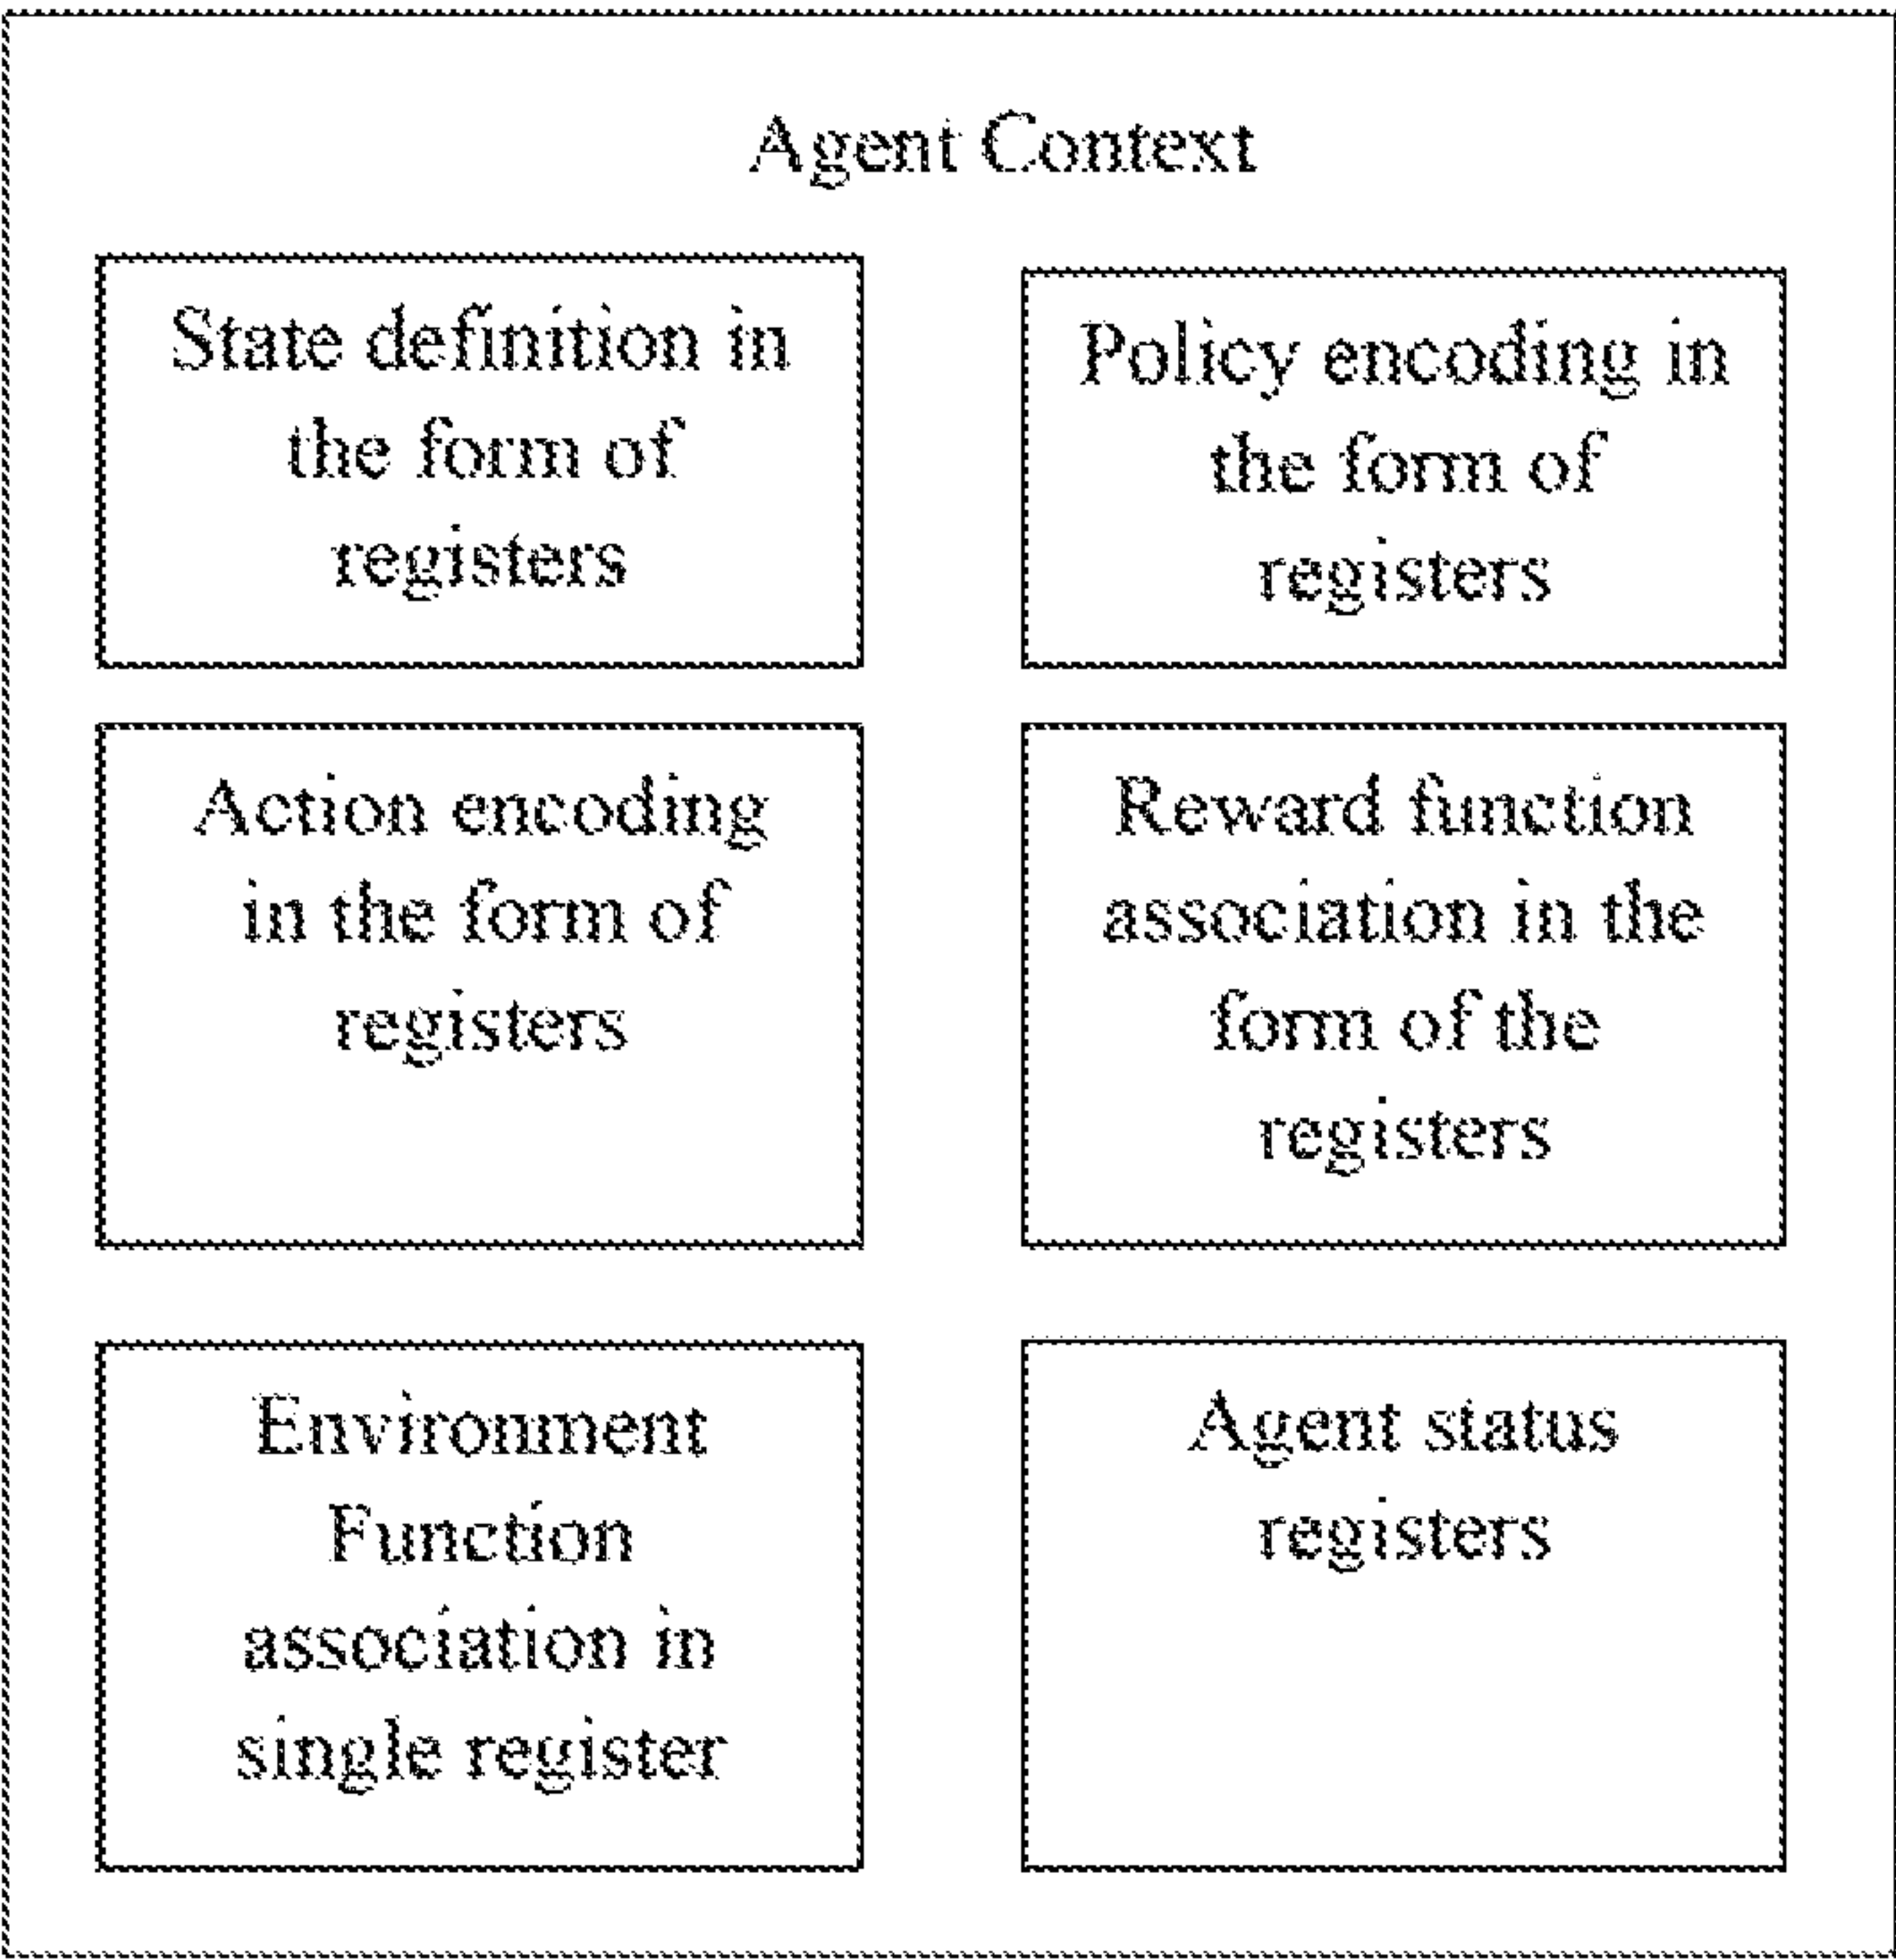 Agent Context
State definition in
the form of
registers
Policy encoding in
the form of
registers
Action encoding
in the form of
registers
Reward function
association in the
form of the
registers
Environment
Function
association in
single register
Agent status
registers